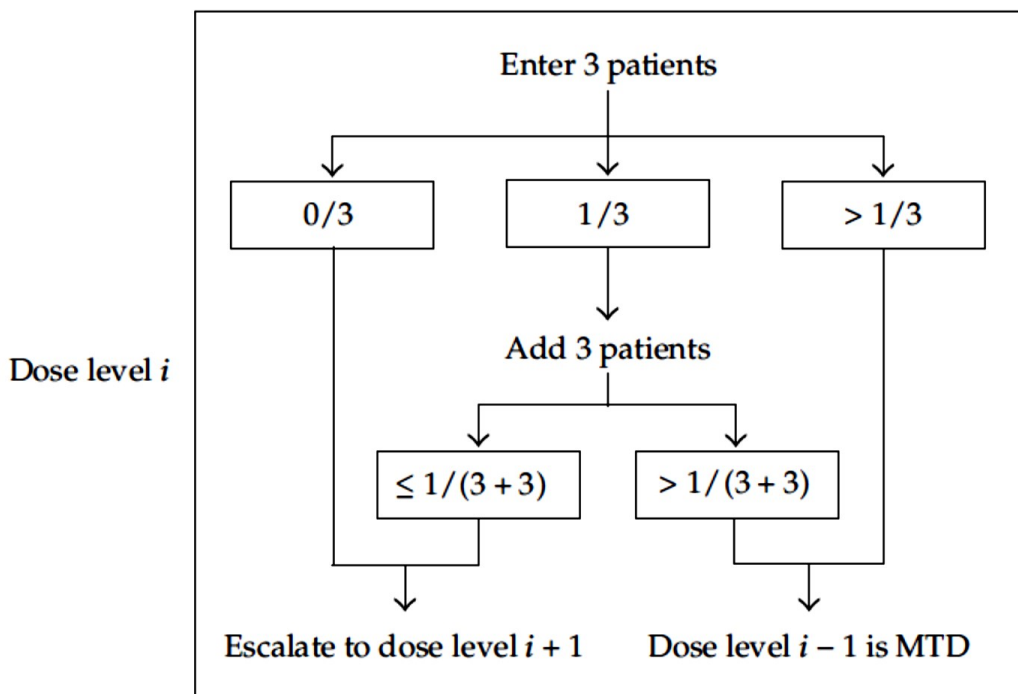 Enter 3 patients
0/3
1/3
> 1/3
Dose level i
Add 3 patients
≤ 1/(3 + 3)
> 1/(3 + 3)
Escalate to dose level i + 1
Dose level i − 1 is MTD